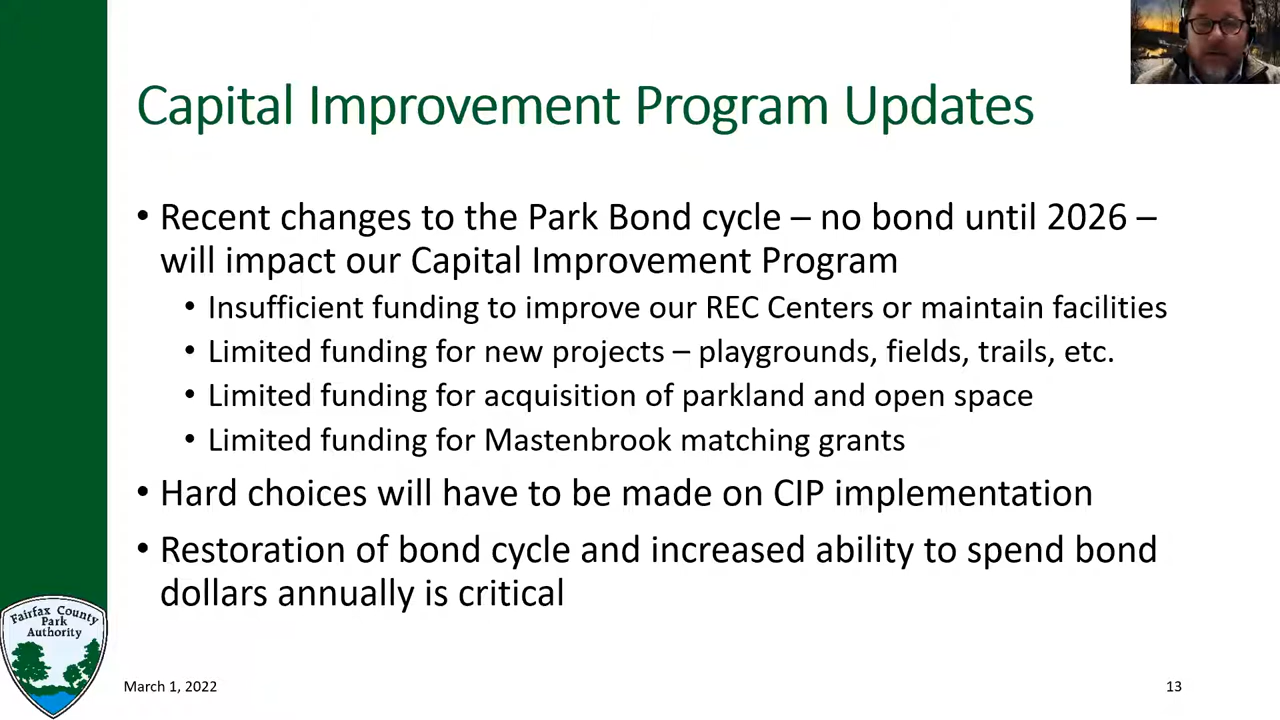 Capital Improvement Program Updates
• Recent changes to the Park Bond cycle – no bond until 2026 –
will impact our Capital Improvement Program
• Insufficient funding to improve our REC Centers or maintain facilities
• Limited funding for new projects – playgrounds, fields, trails, etc.
• Limited funding for acquisition of parkland and open space
• Limited funding for Mastenbrook matching grants
• Hard choices will have to be made on CIP implementation
• Restoration of bond cycle and increased ability to spend bond
dollars annually is critical
Fairfax County
Park
Authority
March 1, 2022
13